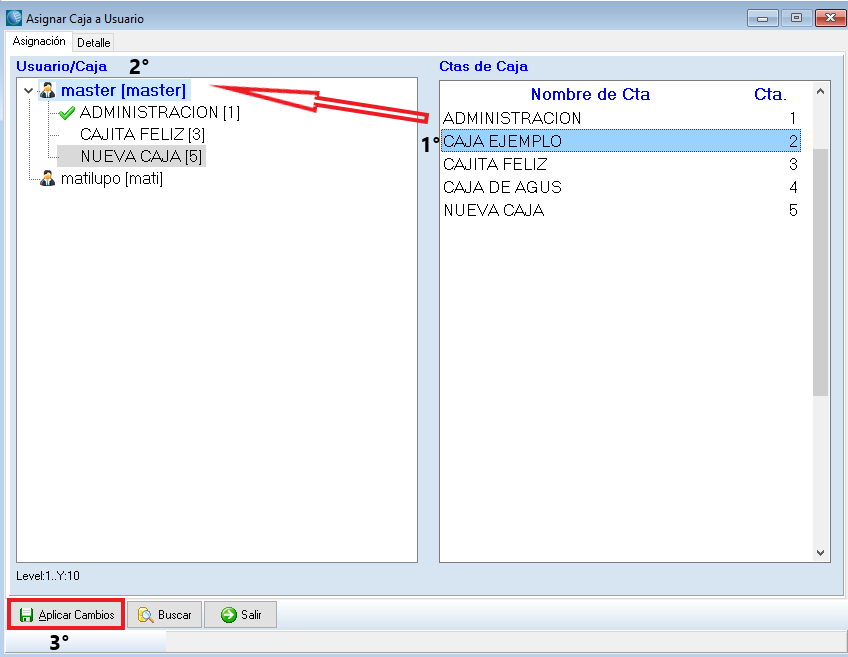 Asignar Caja a Usuario
Asignación Detalle
Usuario/Caja 2°
master [master]
ADMINISTRACION [1]
CAJITA FELIZ [3]
NUEVA CAJA [5]
matilupo [mati]
Ctas de Caja
Nombre de Cta Cta.
ADMINISTRACION 1
1° CAJA EJEMPLO 2
CAJITA FELIZ 3
CAJA DE AGUS 4
NUEVA CAJA 5
Level:1..Y:10
Aplicar Cambios Buscar Salir
3°